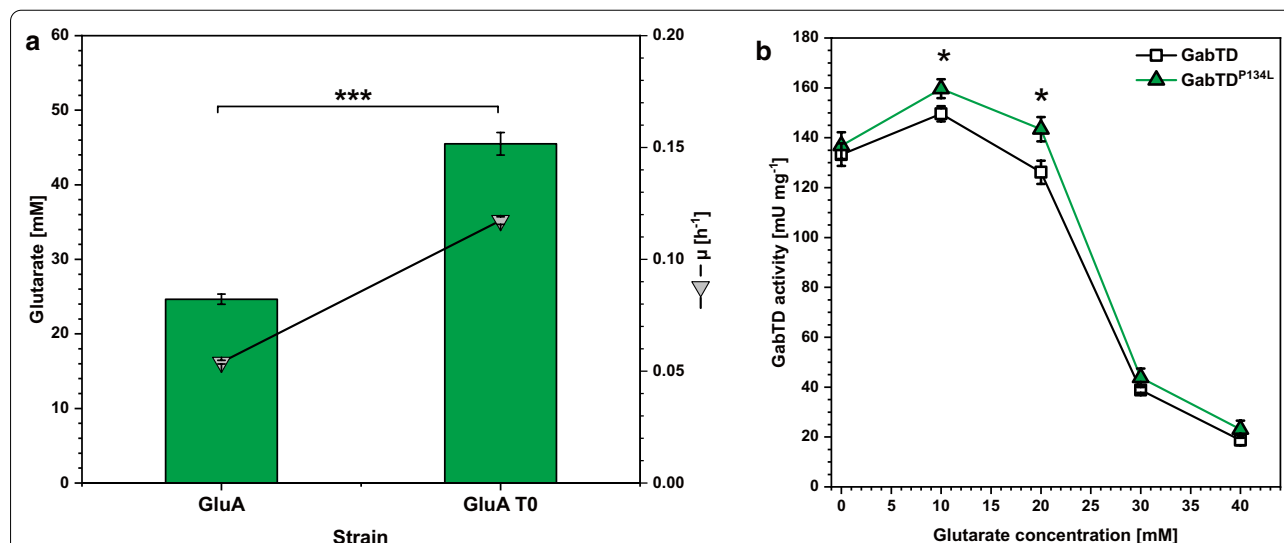 a
60
50
40
30
20
10
0
Glutarate [mM]
***
0.20
0.15
0.10
0.05
0.00
µ [h-1]
GluA
GluA T0
Strain
b
180
160
140
120
100
80
60
40
20
0
GabTD activity [mU mg-1]
GabTD
GabTDP134L
*
*
0 5 10 15 20 25 30 35 40
Glutarate concentration [mM]